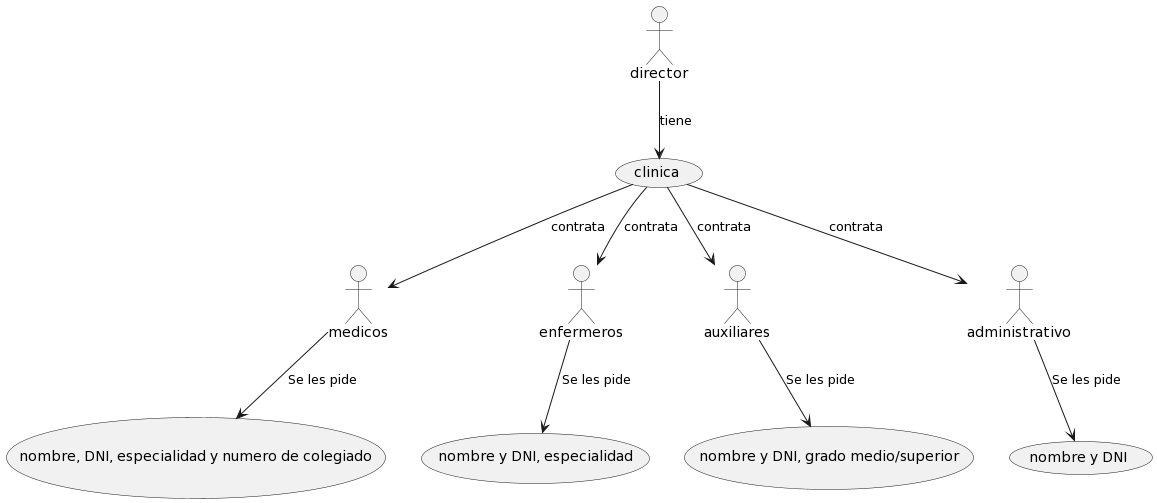 director
tiene
clinica
contrata
contrata
contrata
contrata
medicos
enfermeros
auxiliares
administrativo
Se les pide
Se les pide
Se les pide
Se les pide
nombre, DNI, especialidad y numero de colegiado
nombre y DNI, especialidad
nombre y DNI, grado medio/superior
nombre y DNI